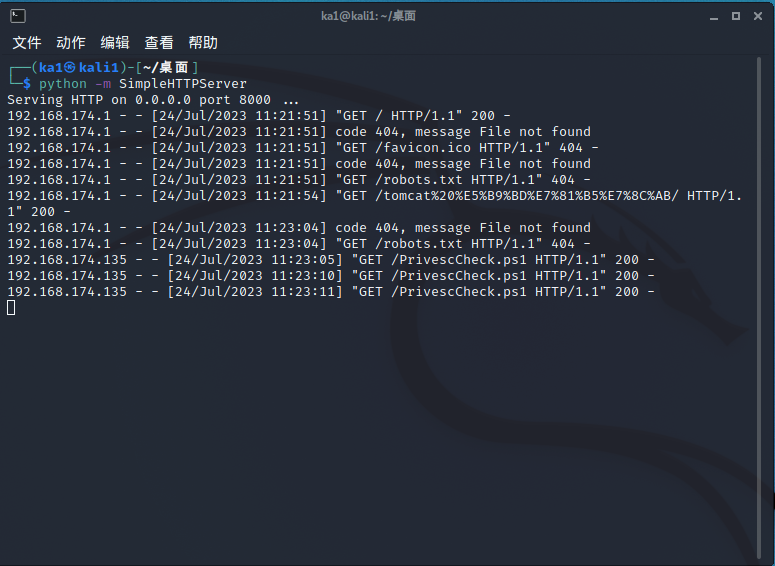 ka1@kali1: ~/桌面
文件 动作 编辑 查看 帮助
┌──(ka1㉿kali1)-[~/桌面]
└─$ python -m SimpleHTTPServer
Serving HTTP on 0.0.0.0 port 8000 ...
192.168.174.1 - - [24/Jul/2023 11:21:51] "GET / HTTP/1.1" 200 -
192.168.174.1 - - [24/Jul/2023 11:21:51] code 404, message File not found
192.168.174.1 - - [24/Jul/2023 11:21:51] "GET /favicon.ico HTTP/1.1" 404 -
192.168.174.1 - - [24/Jul/2023 11:21:51] code 404, message File not found
192.168.174.1 - - [24/Jul/2023 11:21:51] "GET /robots.txt HTTP/1.1" 404 -
192.168.174.1 - - [24/Jul/2023 11:21:54] "GET /tomcat%20%E5%B9%BD%E7%81%B5%E7%8C%AB/ HTTP/1.
1" 200 -
192.168.174.1 - - [24/Jul/2023 11:23:04] code 404, message File not found
192.168.174.1 - - [24/Jul/2023 11:23:04] "GET /robots.txt HTTP/1.1" 404 -
192.168.174.135 - - [24/Jul/2023 11:23:05] "GET /PrivescCheck.ps1 HTTP/1.1" 200 -
192.168.174.135 - - [24/Jul/2023 11:23:10] "GET /PrivescCheck.ps1 HTTP/1.1" 200 -
192.168.174.135 - - [24/Jul/2023 11:23:11] "GET /PrivescCheck.ps1 HTTP/1.1" 200 -